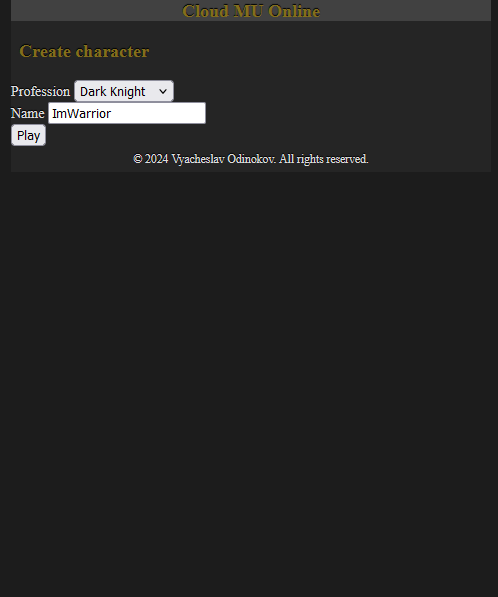 Cloud MU Online
Create character
Profession Dark Knight
Name ImWarrior
Play
© 2024 Vyacheslav Odinokov. All rights reserved.